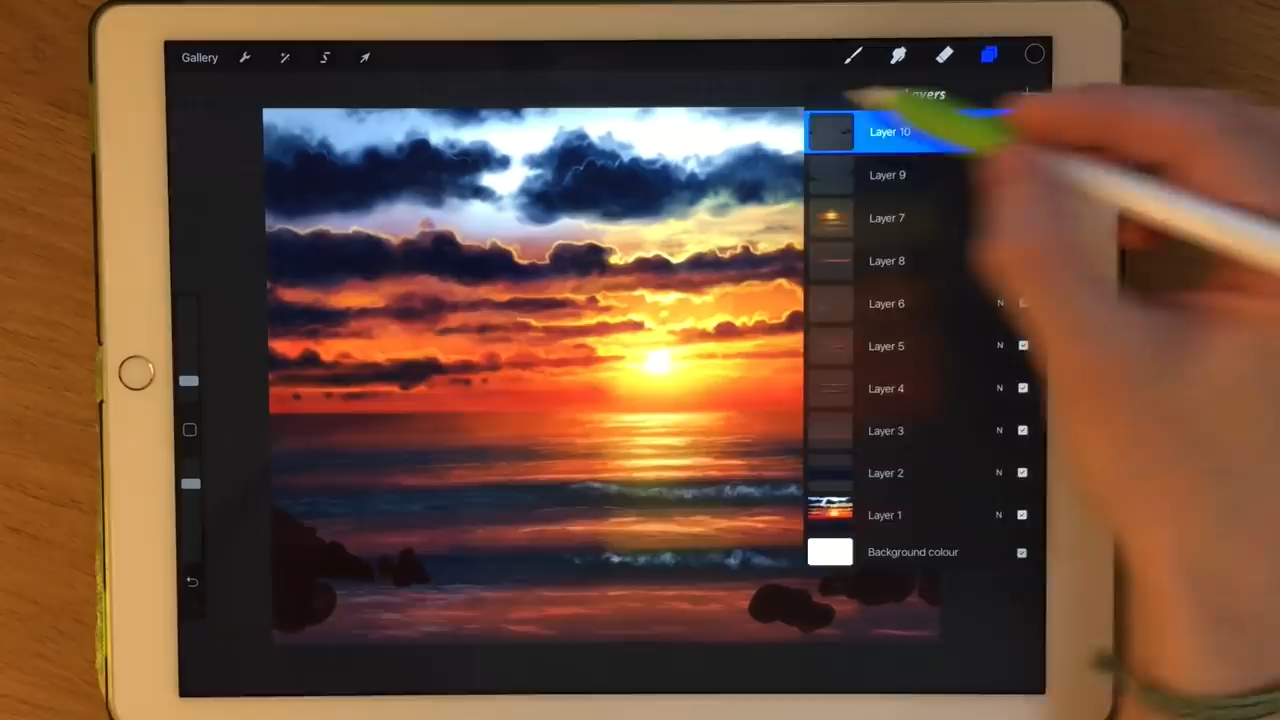 Gallery
Layers
Layer 10
Layer 9
Layer 7
Layer 8
Layer 6 N
Layer 5 N
Layer 4 N
Layer 3 N
Layer 2 N
Layer 1 N
Background colour